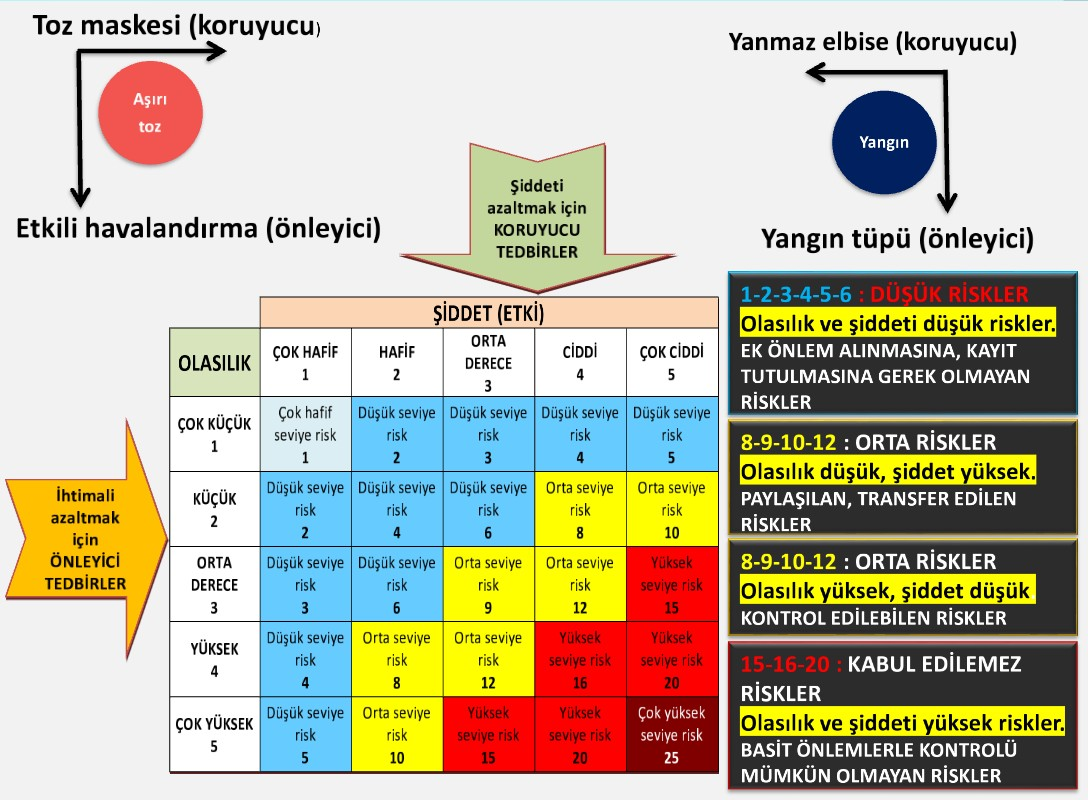 Toz maskesi (koruyucu)
Aşırı
toz
Etkili havalandırma (önleyici)
Yanmaz elbise (koruyucu)
Yangın
Yangın tüpü (önleyici)
Şiddeti
azaltmak için
KORUYUCU
TEDBİRLER
İhtimali
azaltmak
için
ÖNLEYİCİ
TEDBİRLER
ŞİDDET (ETKİ)
OLASILIK
ÇOK HAFİF
1
HAFİF
2
ORTA
DERECE
3
CİDDİ
4
ÇOK CİDDİ
5
ÇOK KÜÇÜK
1
Çok hafif
seviye risk
1
Düşük seviye
risk
2
Düşük seviye
risk
3
Düşük seviye
risk
4
Düşük seviye
risk
5
KÜÇÜK
2
Düşük seviye
risk
2
Düşük seviye
risk
4
Düşük seviye
risk
6
Orta seviye
risk
8
Orta seviye
risk
10
ORTA
DERECE
3
Düşük seviye
risk
3
Düşük seviye
risk
6
Orta seviye
risk
9
Orta seviye
risk
12
Yüksek
seviye risk
15
YÜKSEK
4
Düşük seviye
risk
4
Orta seviye
risk
8
Orta seviye
risk
12
Yüksek
seviye risk
16
Yüksek
seviye risk
20
ÇOK YÜKSEK
5
Düşük seviye
risk
5
Orta seviye
risk
10
Yüksek
seviye risk
15
Yüksek
seviye risk
20
Çok yüksek
seviye risk
25
1-2-3-4-5-6 : DÜŞÜK RİSKLER
Olasılık ve şiddeti düşük riskler.
EK ÖNLEM ALINMASINA, KAYIT
TUTULMASINA GEREK OLMAYAN
RİSKLER
8-9-10-12 : ORTA RİSKLER
Olasılık düşük, şiddet yüksek.
PAYLAŞILAN, TRANSFER EDİLEN
RİSKLER
8-9-10-12 : ORTA RİSKLER
Olasılık yüksek, şiddet düşük
KONTROL EDİLEBİLEN RİSKLER
15-16-20 : KABUL EDİLEMEZ
RİSKLER
Olasılık ve şiddeti yüksek riskler.
BASİT ÖNLEMLERLE KONTROLÜ
MÜMKÜN OLMAYAN RİSKLER